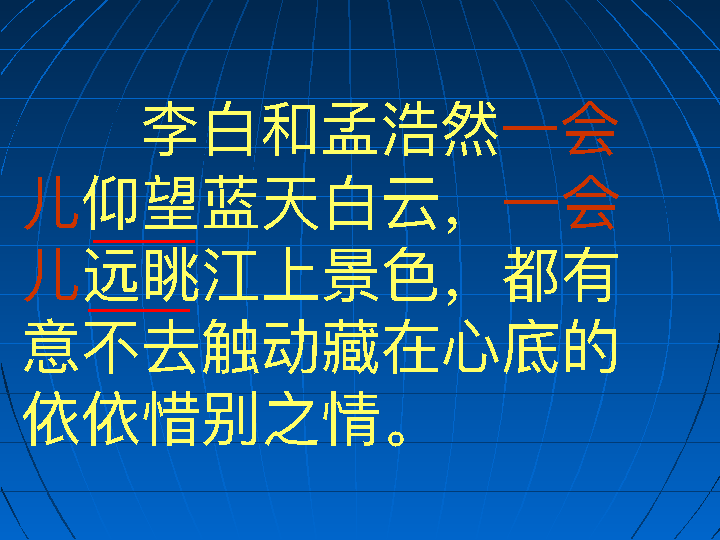 李白和孟浩然一会
儿仰望蓝天白云，一会
儿远眺江上景色，都有
意不去触动藏在心底的
依依惜别之情。